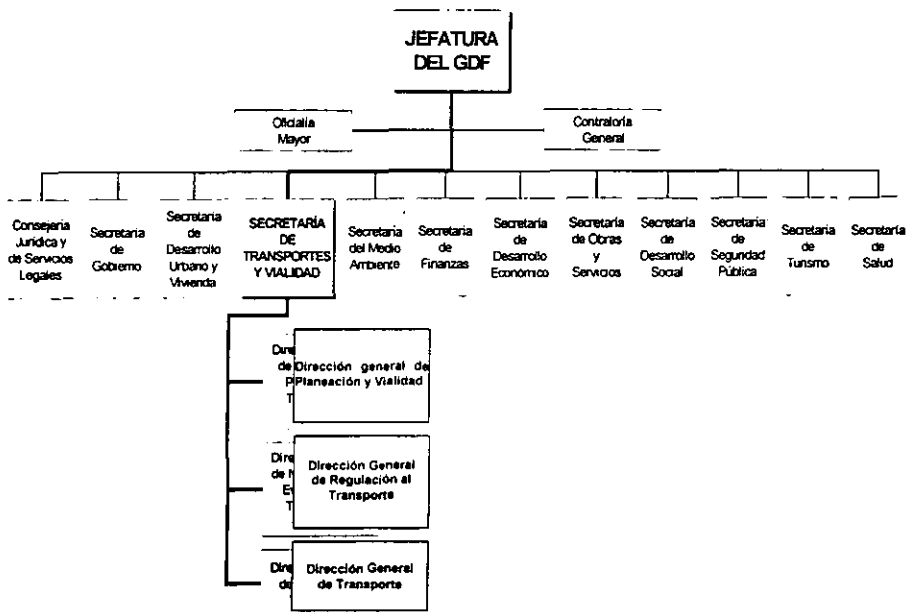 JEFATURA
DEL GDF
Oficialía
Mayor
Contraloría
General
Consejería
Jurídica y
de Servicios
Legales
Secretaría
de
Gobierno
Secretaría
de
Desarrollo
Urbano y
Vivienda
SECRETARÍA
DE
TRANSPORTES
Y VIALIDAD
Secretaría
del Medio
Ambiente
Secretaría
de
Finanzas
Secretaría
de
Desarrollo
Económico
Secretaría
de Obras
y
Servicios
Secretaría
de
Desarrollo
Social
Secretaría
de
Seguridad
Pública
Secretaría
de
Turismo
Secretaría
de
Salud
Dirección general de
Planeación y Vialidad
Dirección General
de Regulación al
Transporte
Dirección General
de Transporte